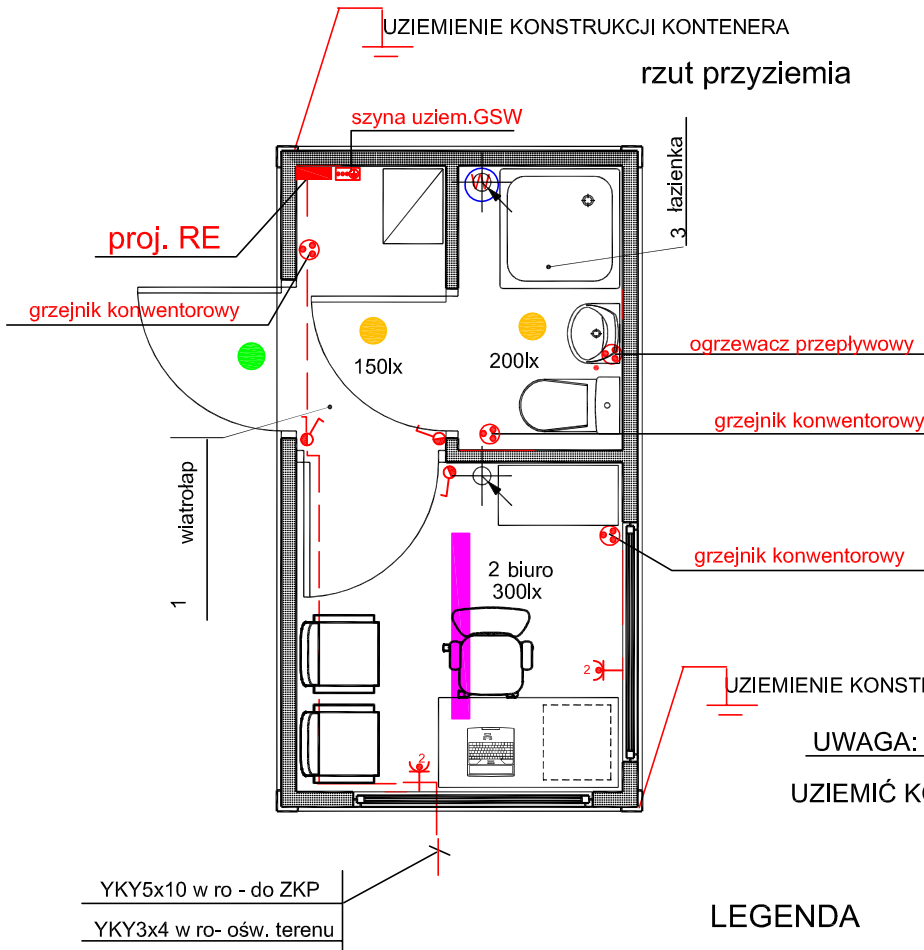 UZIEMIENIE KONSTRUKCJI KONTENERA
rzut przyziemia
szyna uziem.GSW
3 łazienka
proj. RE
grzejnik konwentorowy
150lx
200lx
ogrzewacz przepływowy
grzejnik konwentorowy
1 wiatrołap
grzejnik konwentorowy
2 biuro
300lx
2
UZIEMIENIE KONST
UWAGA:
2
UZIEMIĆ KO
YKY5x10 w ro - do ZKP
YKY3x4 w ro- ośw. terenu
LEGENDA